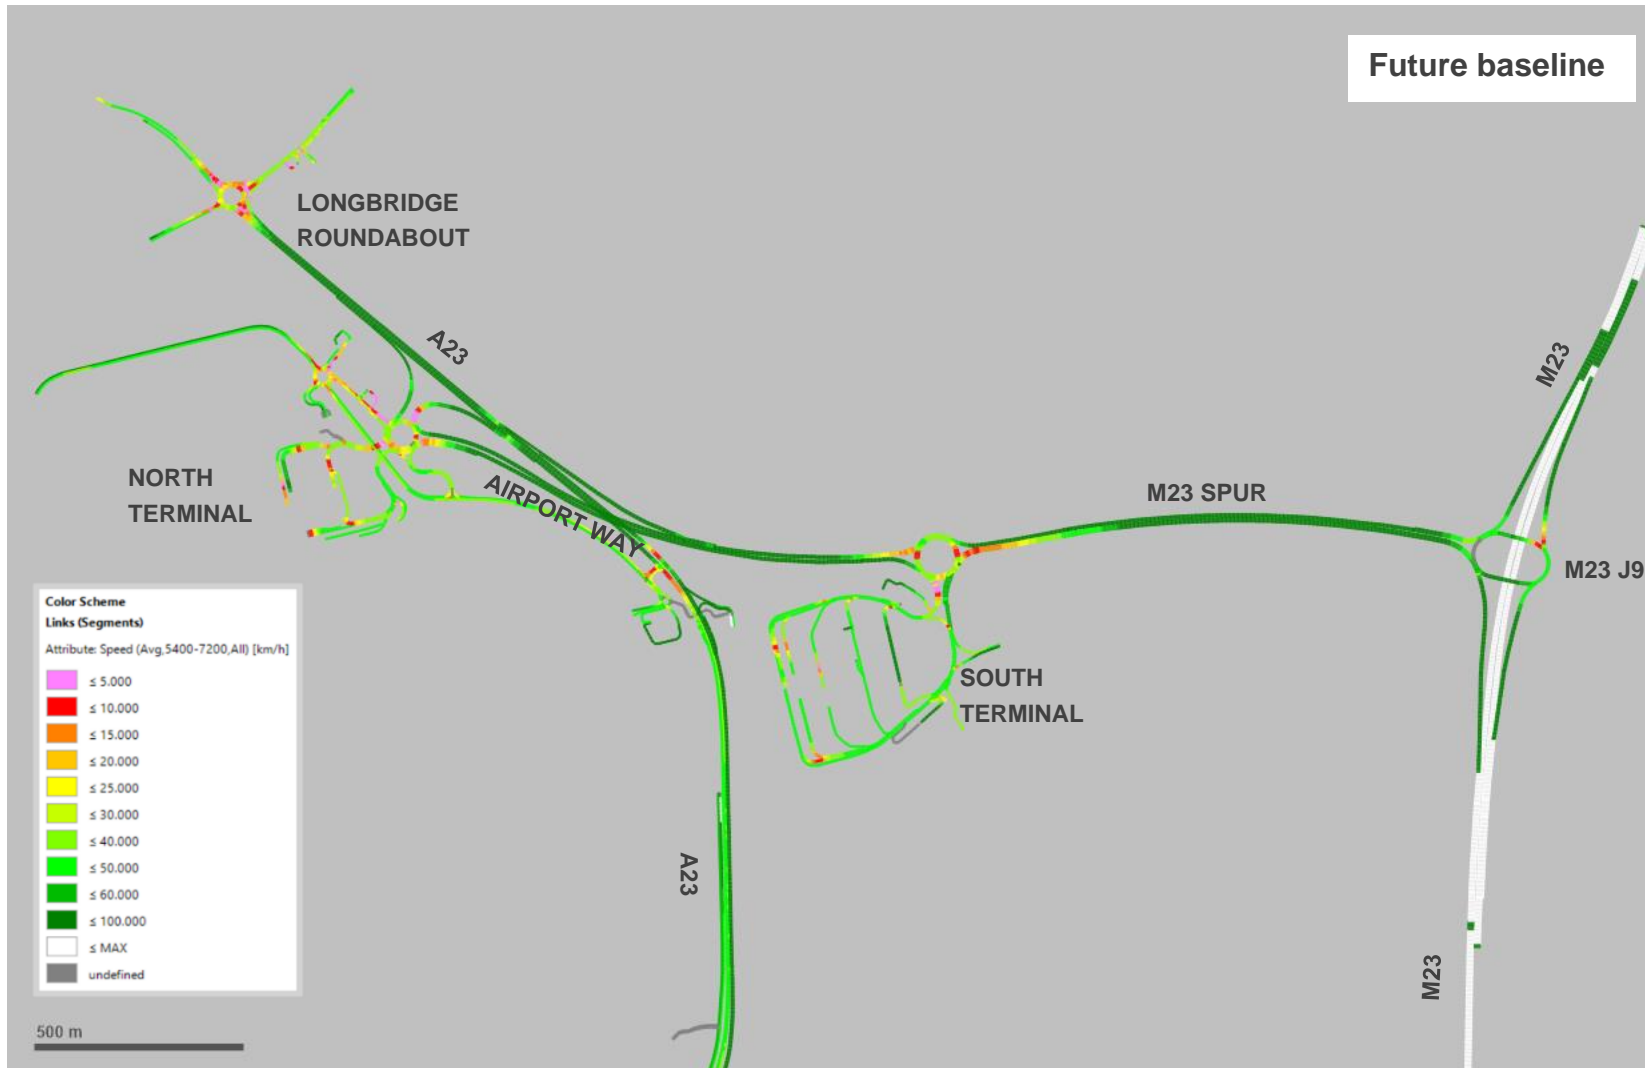 Future baseline
LONGBRIDGE
ROUNDABOUT
A23
M23
NORTH
TERMINAL
AIRPORT WAY
M23 SPUR
M23 J9
SOUTH
TERMINAL
A23
M23
Color Scheme
Links (Segments)
Attribute: Speed (Avg,5400-7200,All) [km/h]
≤ 5.000
≤ 10.000
≤ 15.000
≤ 20.000
≤ 25.000
≤ 30.000
≤ 40.000
≤ 50.000
≤ 60.000
≤ 100.000
≤ MAX
undefined
500 m